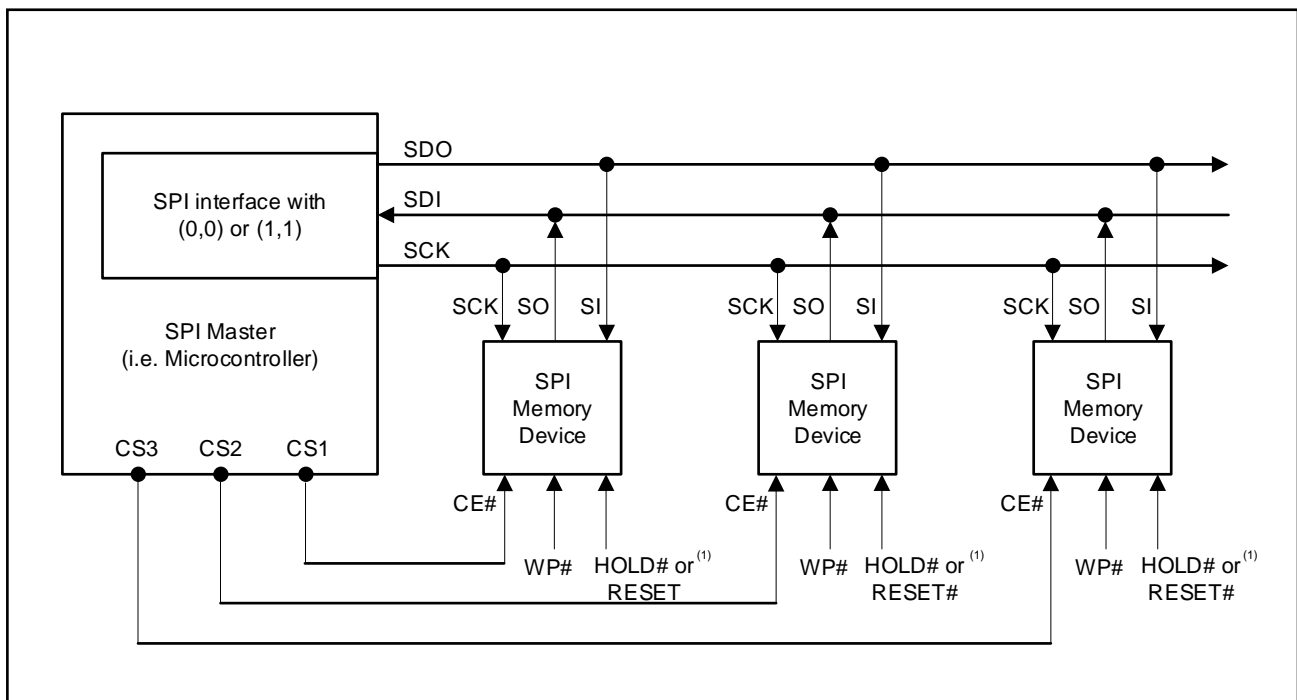 SDO
SDI
SCK
SPI interface with
(0,0) or (1,1)
SPI Master
(i.e. Microcontroller)
CS3 CS2 CS1
SCK SO SI
SPI
Memory
Device
CE#
WP#
HOLD# or (1)
RESET
SCK SO SI
SPI
Memory
Device
CE#
WP#
HOLD# or (1)
RESET#
SCK SO SI
SPI
Memory
Device
CE#
WP#
HOLD# or (1)
RESET#